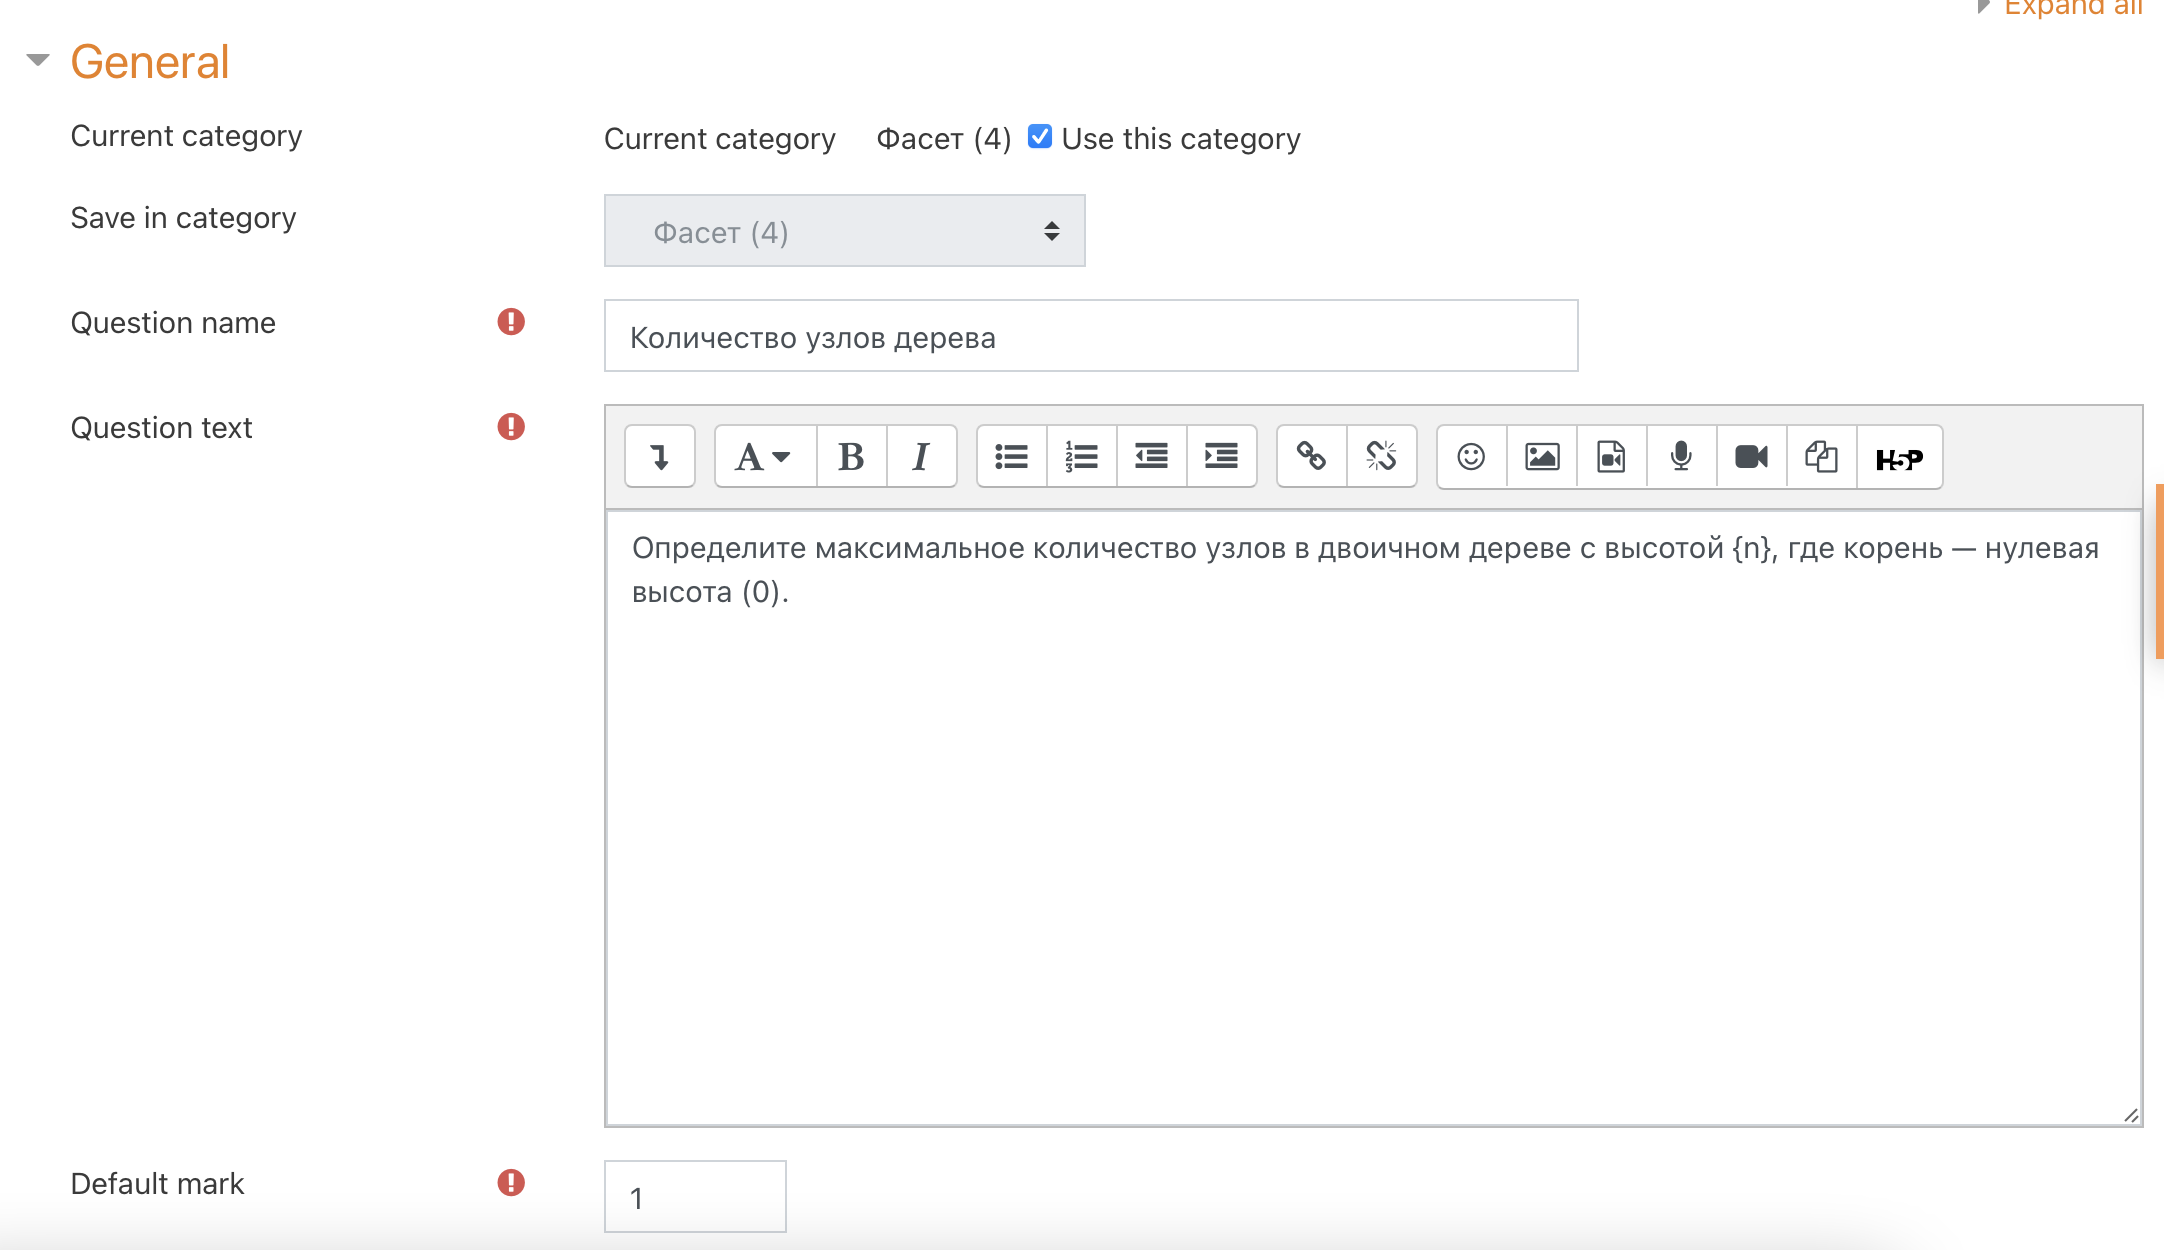 Expand all
General
Current category
Current category Фасет (4) Use this category
Save in category
Фасет (4)
Question name
Количество узлов дерева
Question text
A B I H5P
Определите максимальное количество узлов в двоичном дереве с высотой {n}, где корень — нулевая
высота (0).
Default mark
1